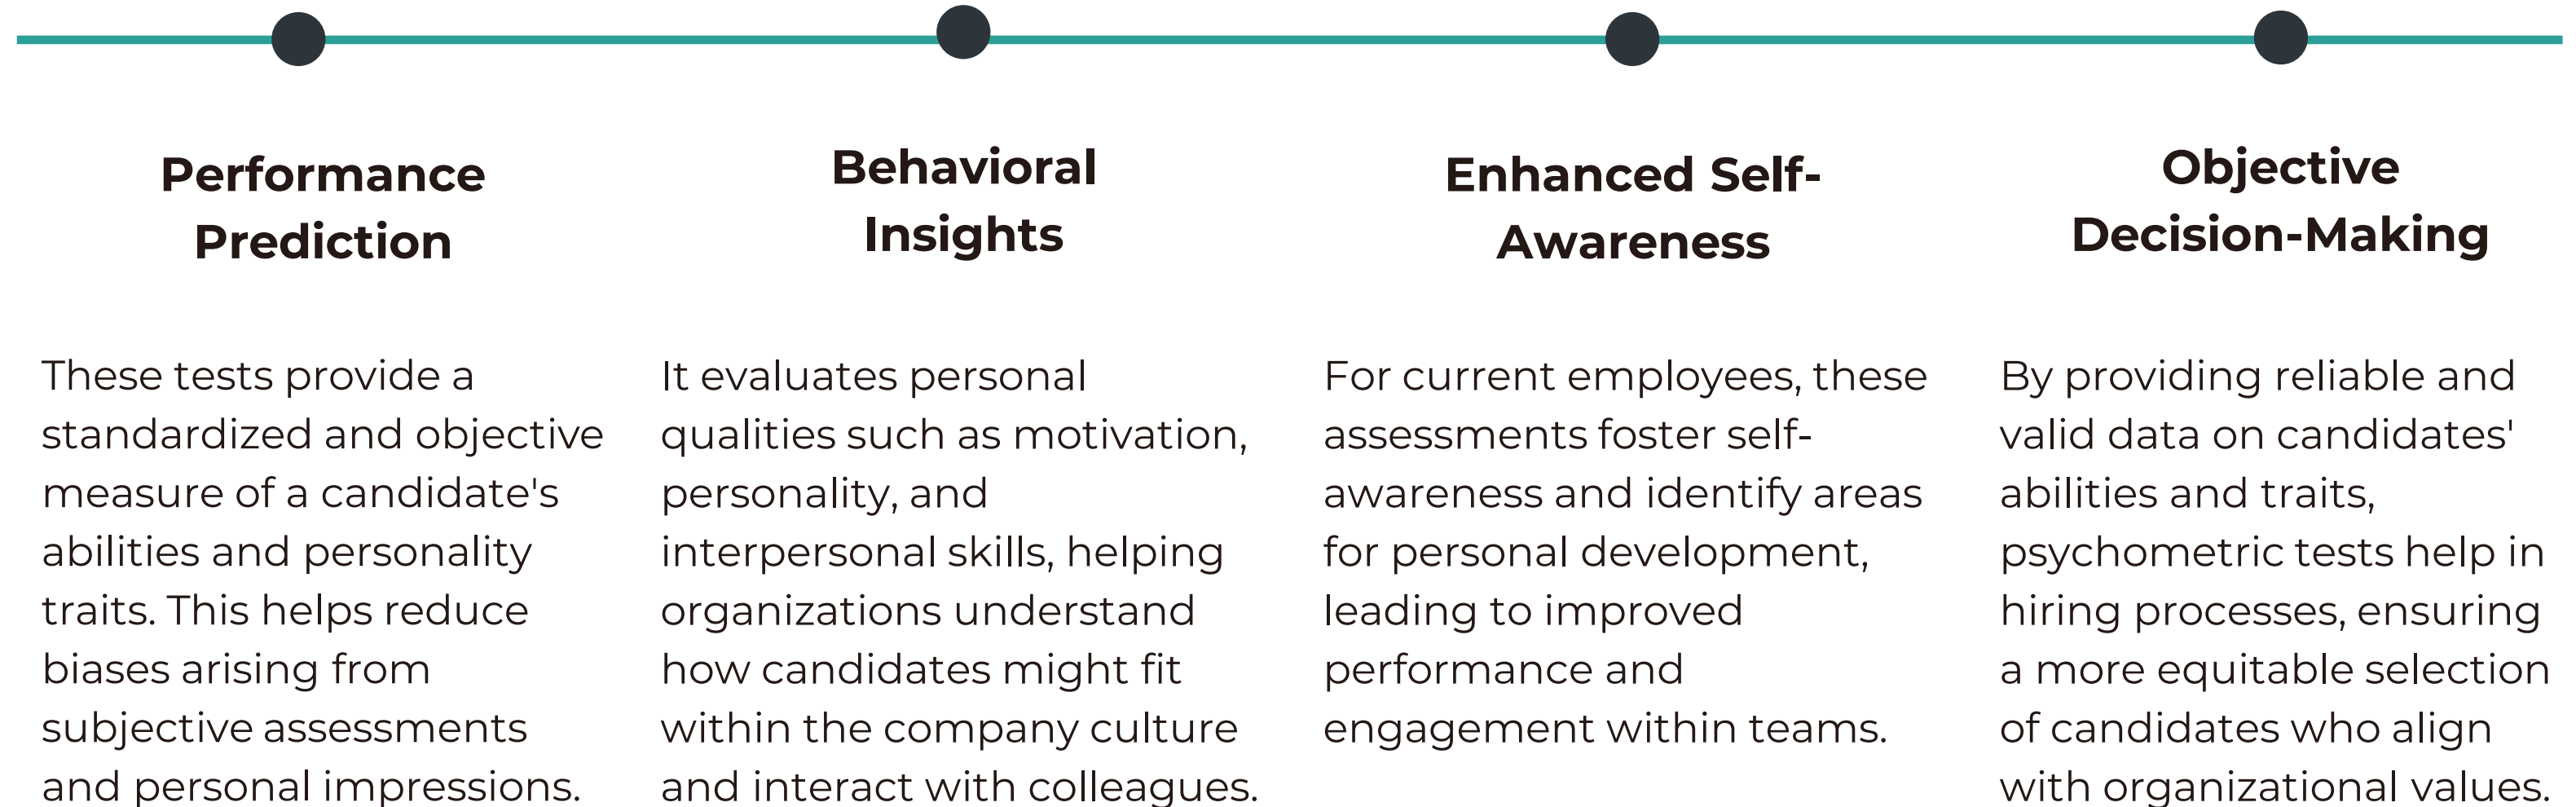 Performance
Prediction
These tests provide a
standardized and objective
measure of a candidate's
abilities and personality
traits. This helps reduce
biases arising from
subjective assessments
and personal impressions.
Behavioral
Insights
It evaluates personal
qualities such as motivation,
personality, and
interpersonal skills, helping
organizations understand
how candidates might fit
within the company culture
and interact with colleagues.
Enhanced Self-
Awareness
For current employees, these
assessments foster self-
awareness and identify areas
for personal development,
leading to improved
performance and
engagement within teams.
Objective
Decision-Making
By providing reliable and
valid data on candidates'
abilities and traits,
psychometric tests help in
hiring processes, ensuring
a more equitable selection
of candidates who align
with organizational values.